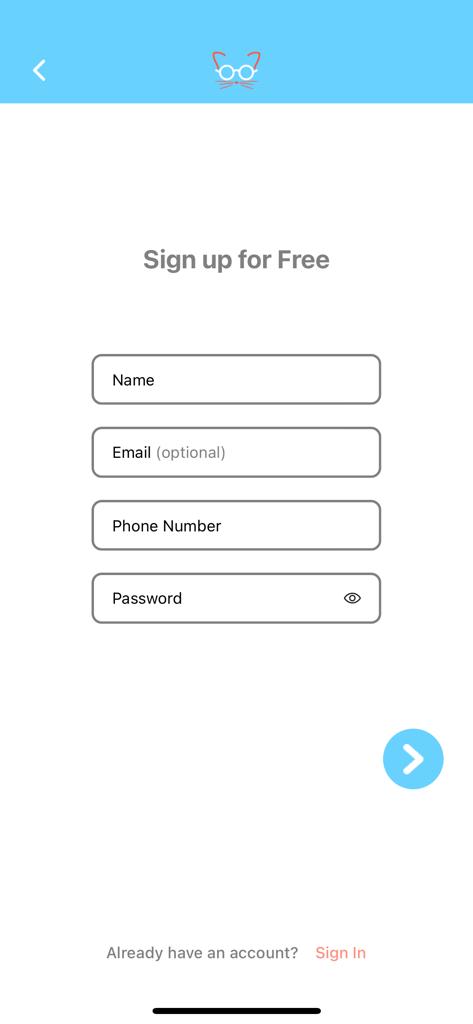 Sign up for Free
Name
Email (optional)
Phone Number
Password
Already have an account? Sign In